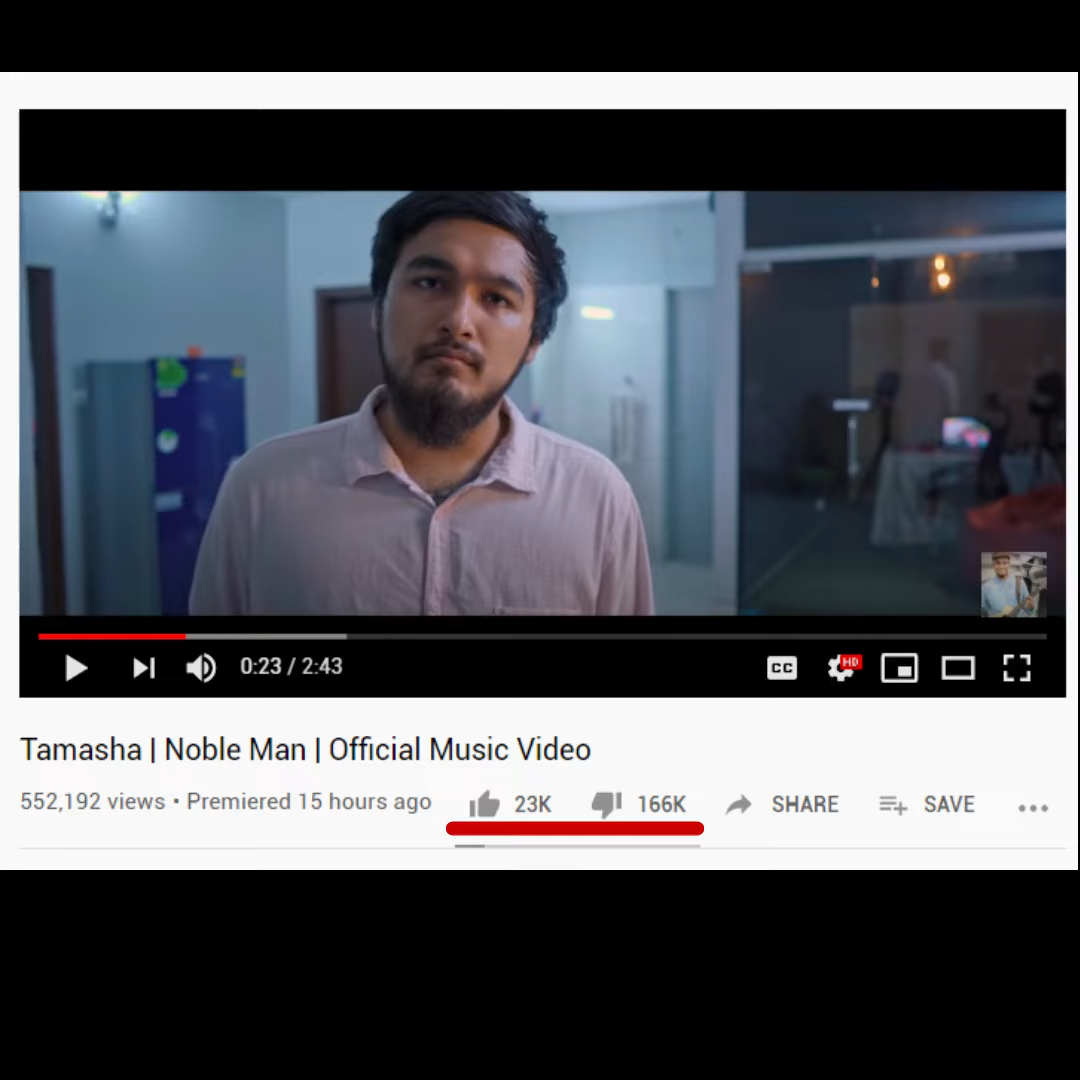 HD
0:23 / 2:43
CC
Tamasha | Noble Man | Official Music Video
552,192 views • Premiered 15 hours ago 23K 166K SHARE SAVE